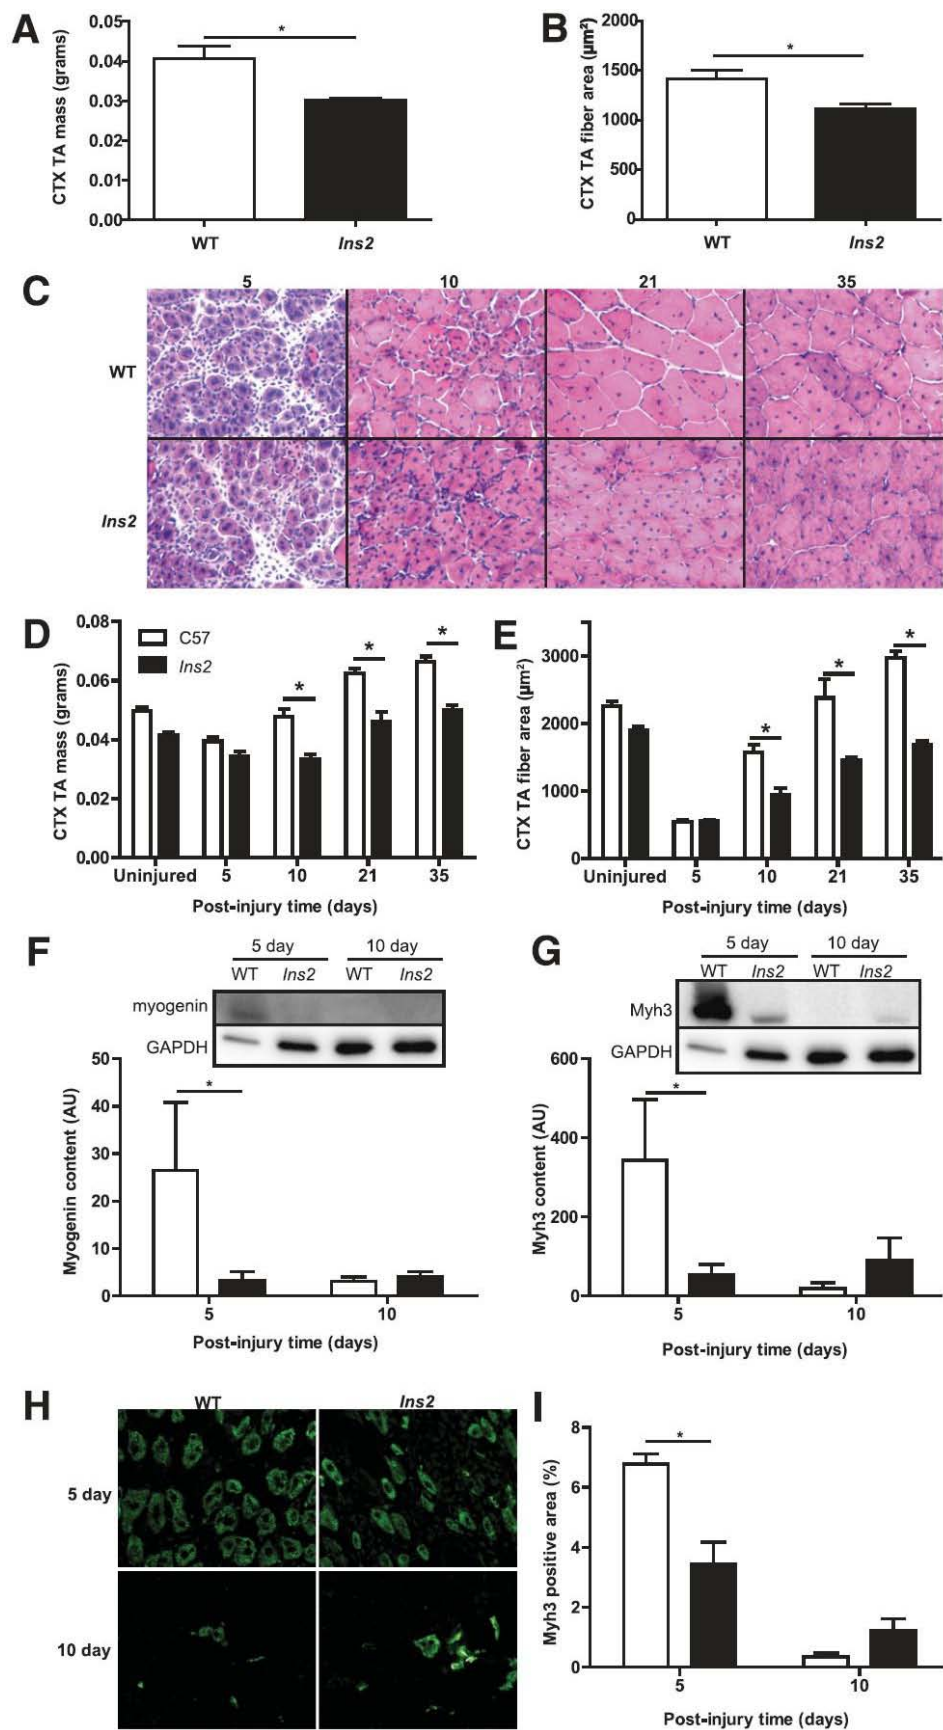 A
CTX TA mass (grams)
0.05
0.04
0.03
0.02
0.01
0.00
*
WT
Ins2
B
CTX TA fiber area (µm²)
2000
1500
1000
500
0
*
WT
Ins2
C
5
10
21
35
WT
Ins2
D
CTX TA mass (grams)
0.08
0.06
0.04
0.02
0.00
C57
Ins2
*
*
*
Uninjured
5
10
21
35
Post-injury time (days)
E
CTX TA fiber area (µm²)
3000
2000
1000
0
*
*
*
Uninjured
5
10
21
35
Post-injury time (days)
F
5 day
10 day
WT
Ins2
WT
Ins2
myogenin
GAPDH
Myogenin content (AU)
50
40
30
20
10
0
*
5
10
Post-injury time (days)
G
5 day
10 day
WT
Ins2
WT
Ins2
Myh3
GAPDH
Myh3 content (AU)
600
400
200
0
*
5
10
Post-injury time (days)
H
WT
Ins2
5 day
10 day
I
Myh3 positive area (%)
8
6
4
2
0
*
5
10
Post-injury time (days)